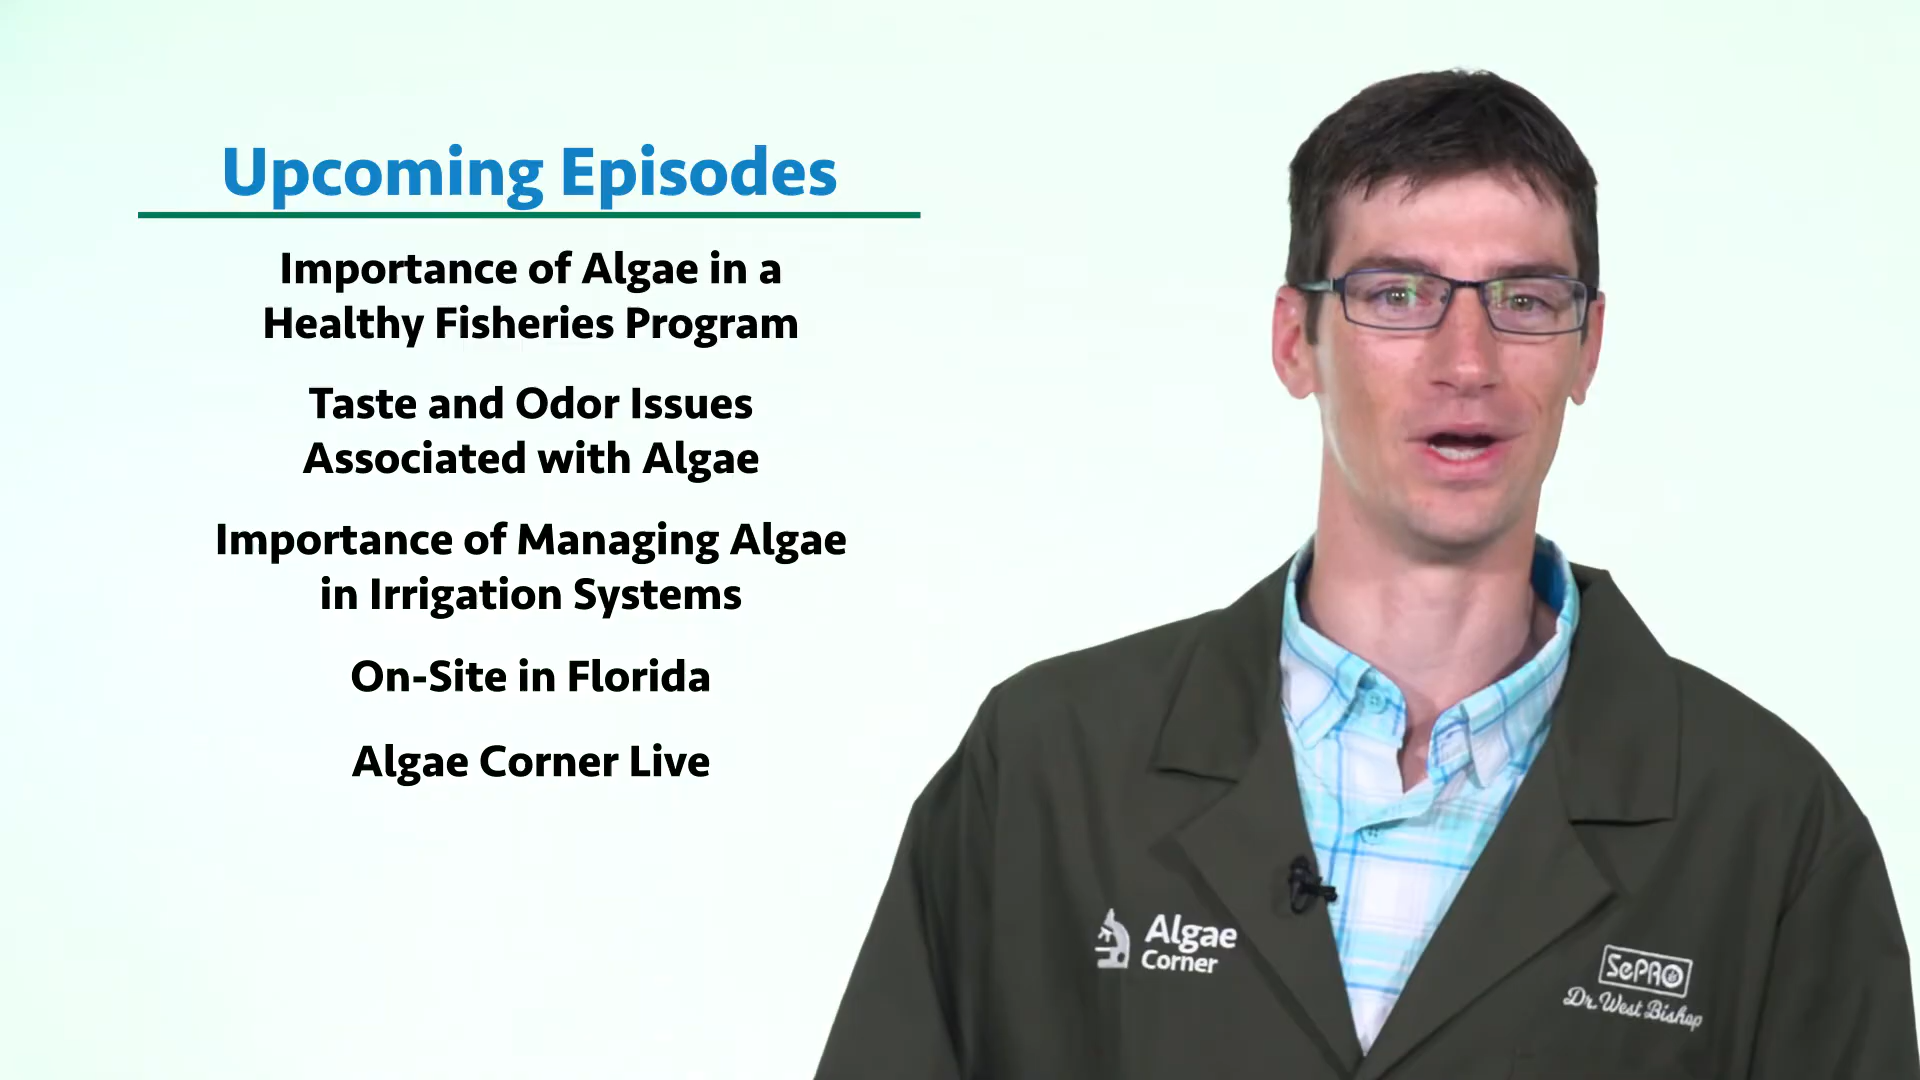 Upcoming Episodes
Importance of Algae in a
Healthy Fisheries Program
Taste and Odor Issues
Associated with Algae
Importance of Managing Algae
in Irrigation Systems
On-Site in Florida
Algae Corner Live
Algae
Corner
SePRO
Dr. West Bishop